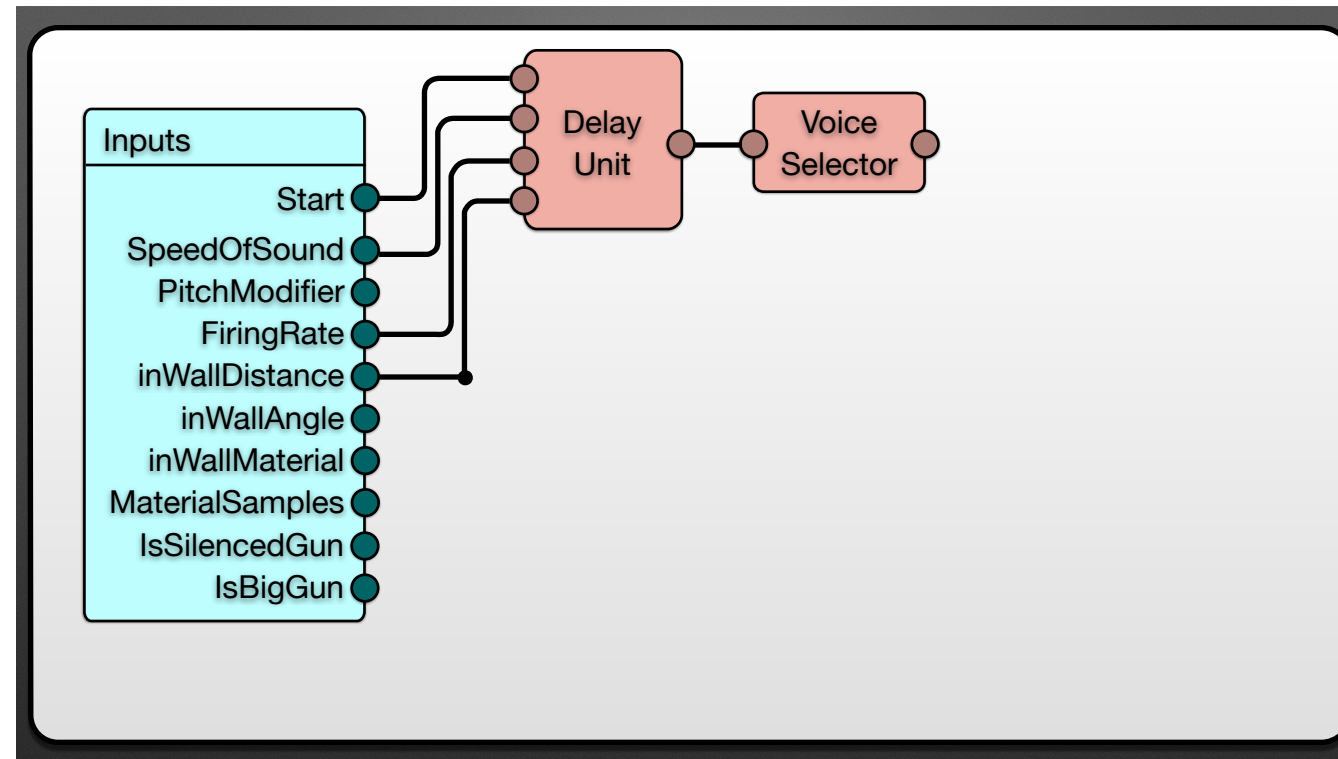 Inputs
Start
SpeedOfSound
PitchModifier
FiringRate
inWallDistance
inWallAngle
inWallMaterial
MaterialSamples
IsSilencedGun
IsBigGun
Delay
Unit
Voice
Selector